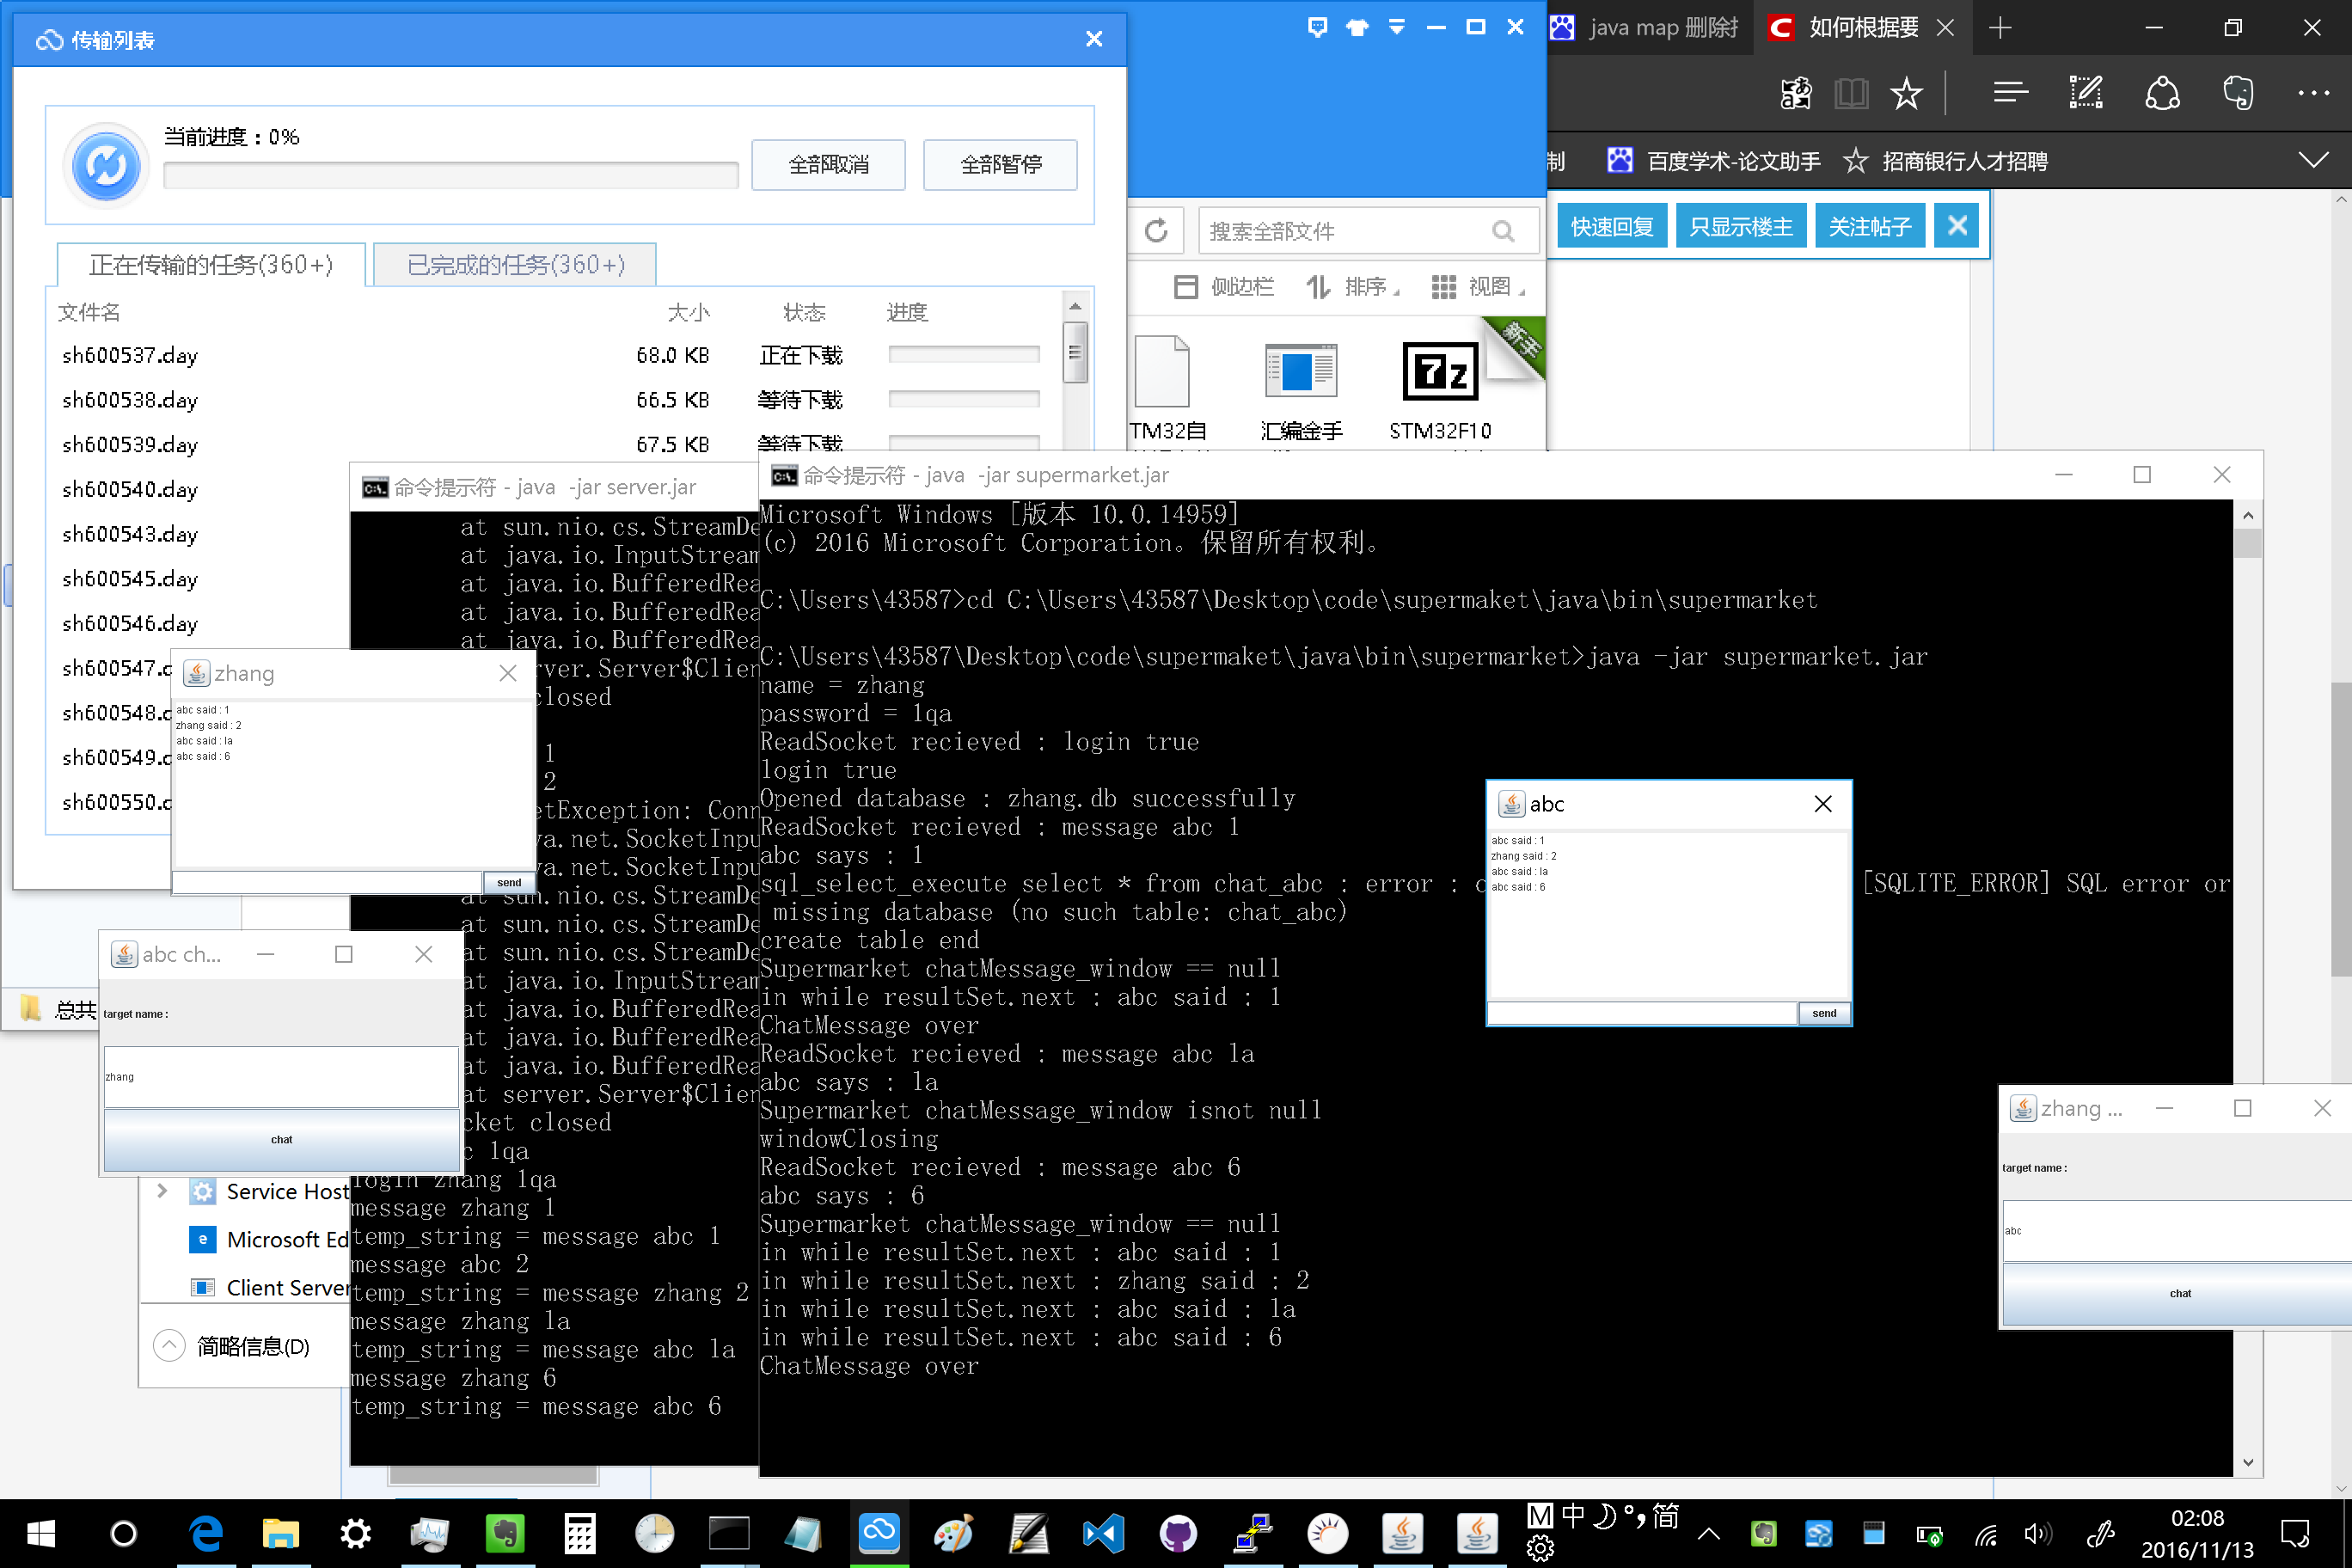 传输列表
当前进度：0%
全部取消
全部暂停
正在传输的任务(360+)
已完成的任务(360+)
文件名 大小 状态 进度
sh600537.day 68.0 KB 正在下载
sh600538.day 66.5 KB 等待下载
sh600539.day 67.5 KB 等待下载
sh600540.day
sh600543.day
sh600545.day
sh600546.day
sh600547.
sh600548.
sh600549.
sh600550.
总共
搜索全部文件
侧边栏 排序 视图
新手
TM32自
汇编金手
7z
STM32F10
java map 删除
如何根据要
制 百度学术-论文助手 招商银行人才招聘
快速回复 只显示楼主 关注帖子
命令提示符 - java  -jar server.jar
at sun.nio.cs.StreamDe
at java.io.InputStream
at java.io.BufferedRea
at java.io.BufferedRea
at java.io.BufferedRea
rver.Server$Clien
closed
1
2
etException: Conn
va.net.SocketInpu
va.net.SocketInpu
at sun.nio.cs.StreamDe
at sun.nio.cs.StreamDe
at sun.nio.cs.StreamDe
at java.io.InputStream
at java.io.BufferedRea
at java.io.BufferedRea
at java.io.BufferedRea
at server.Server$Clien
cket closed
c 1qa
login zhang 1qa
message zhang 1
temp_string = message abc 1
message abc 2
temp_string = message zhang 2
message zhang la
temp_string = message abc la
message zhang 6
temp_string = message abc 6
命令提示符 - java  -jar supermarket.jar
Microsoft Windows [版本 10.0.14959]
(c) 2016 Microsoft Corporation。保留所有权利。
C:\Users\43587>cd C:\Users\43587\Desktop\code\supermaket\java\bin\supermarket
C:\Users\43587\Desktop\code\supermaket\java\bin\supermarket>java -jar supermarket.jar
name = zhang
password = 1qa
ReadSocket recieved : login true
login true
Opened database : zhang.db successfully
ReadSocket recieved : message abc 1
abc says : 1
sql_select_execute select * from chat_abc : error : [SQLITE_ERROR] SQL error or
missing database (no such table: chat_abc)
create table end
Supermarket chatMessage_window == null
in while resultSet.next : abc said : 1
ChatMessage over
ReadSocket recieved : message abc la
abc says : la
Supermarket chatMessage_window isnot null
windowClosing
ReadSocket recieved : message abc 6
abc says : 6
Supermarket chatMessage_window == null
in while resultSet.next : abc said : 1
in while resultSet.next : zhang said : 2
in while resultSet.next : abc said : la
in while resultSet.next : abc said : 6
ChatMessage over
zhang
abc said : 1
zhang said : 2
abc said : la
abc said : 6
send
abc
abc said : 1
zhang said : 2
abc said : la
abc said : 6
send
abc ch...
target name :
zhang
chat
zhang ...
target name :
abc
chat
Service Host
Microsoft Ed
Client Server
简略信息(D)
M 中 简
02:08
2016/11/13